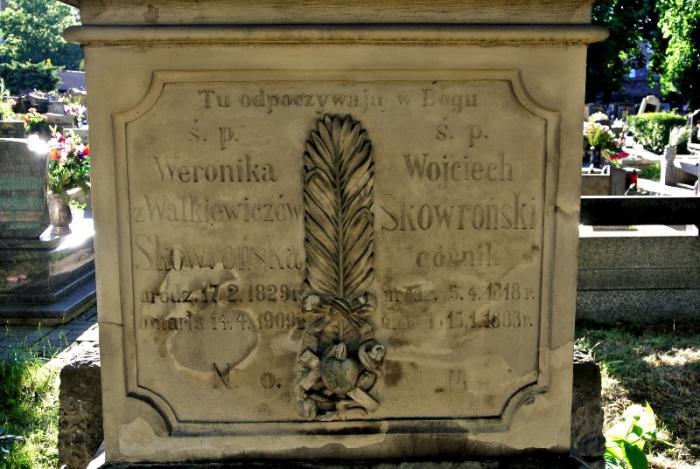 Tu odpoczywają w Bogu
ś. p.
Weronika
z Walkiewiczów
Skowrońska
urodz. 17.2.1829 r.
umarła 14.4.1909 r.
ś. p.
Wojciech
Skowroński
górnik
urodz. 5.4.1818 r.
15.1.1883 r.
N. o. p.